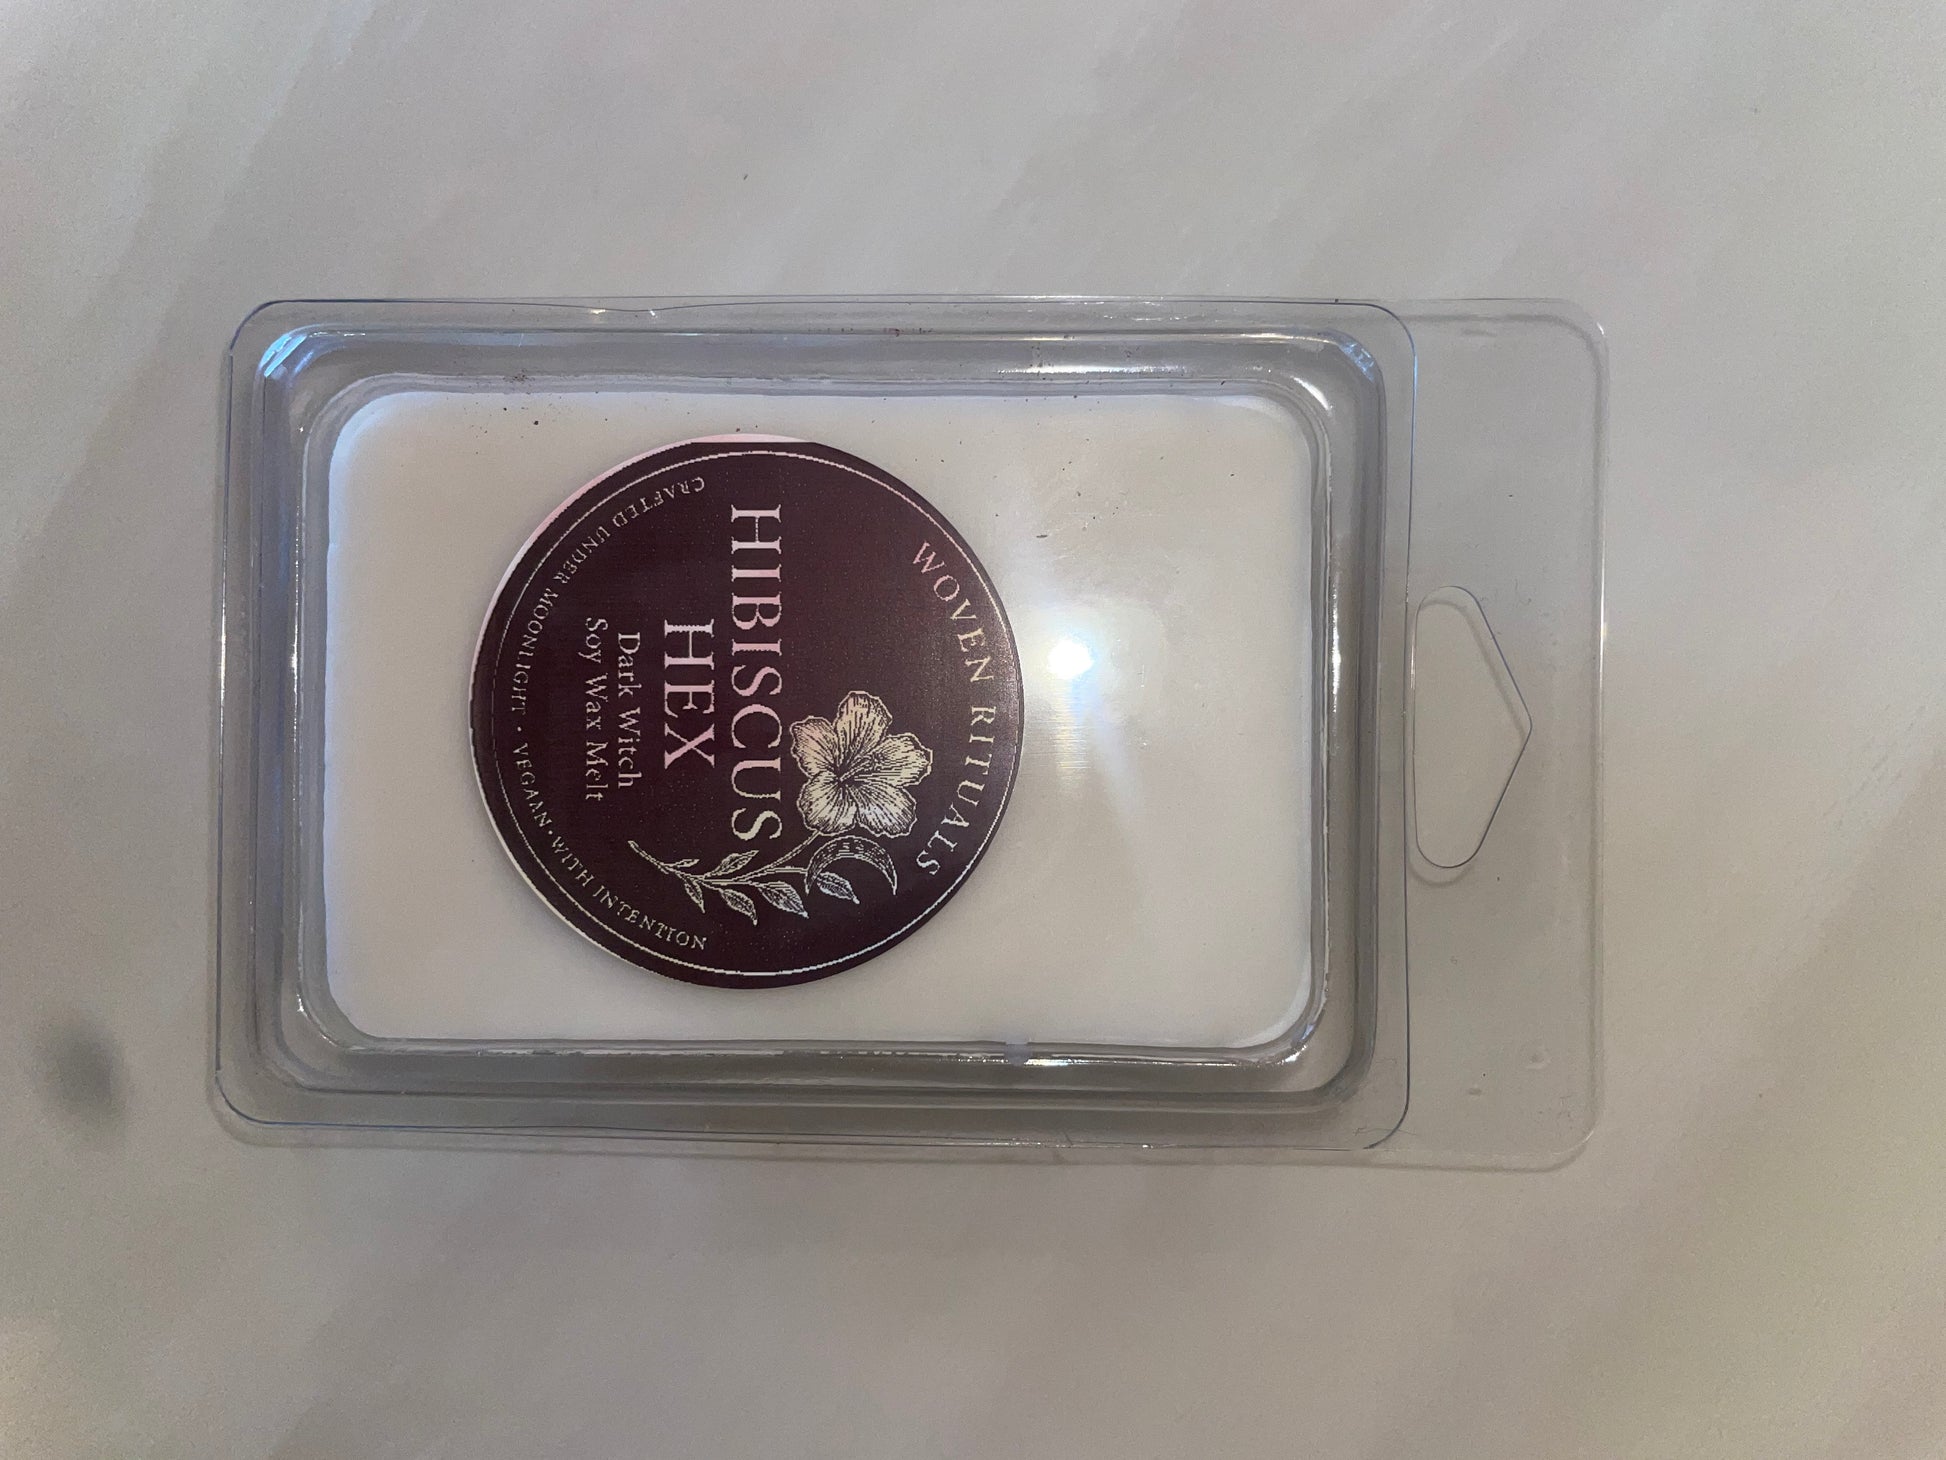 WOVEN RITUALS
HIBISCUS
HEX
Dark Witch
Soy Wax Melt
CRAFTED UNDER MOONLIGHT • VEGAN • WITH INTENTION